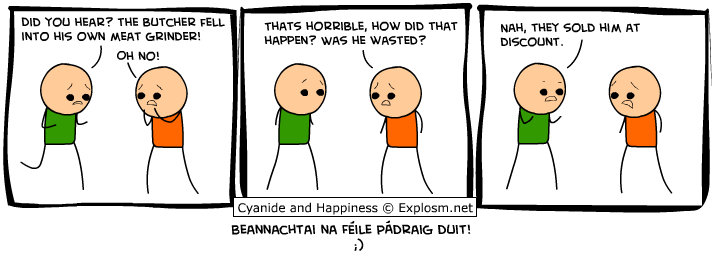 DID YOU HEAR? THE BUTCHER FELL
INTO HIS OWN MEAT GRINDER!
OH NO!
THATS HORRIBLE, HOW DID THAT
HAPPEN? WAS HE WASTED?
NAH, THEY SOLD HIM AT
DISCOUNT.
Cyanide and Happiness © Explosm.net
BEANNACHTAI NA FÉILE PÁDRAIG DUIT!
;)